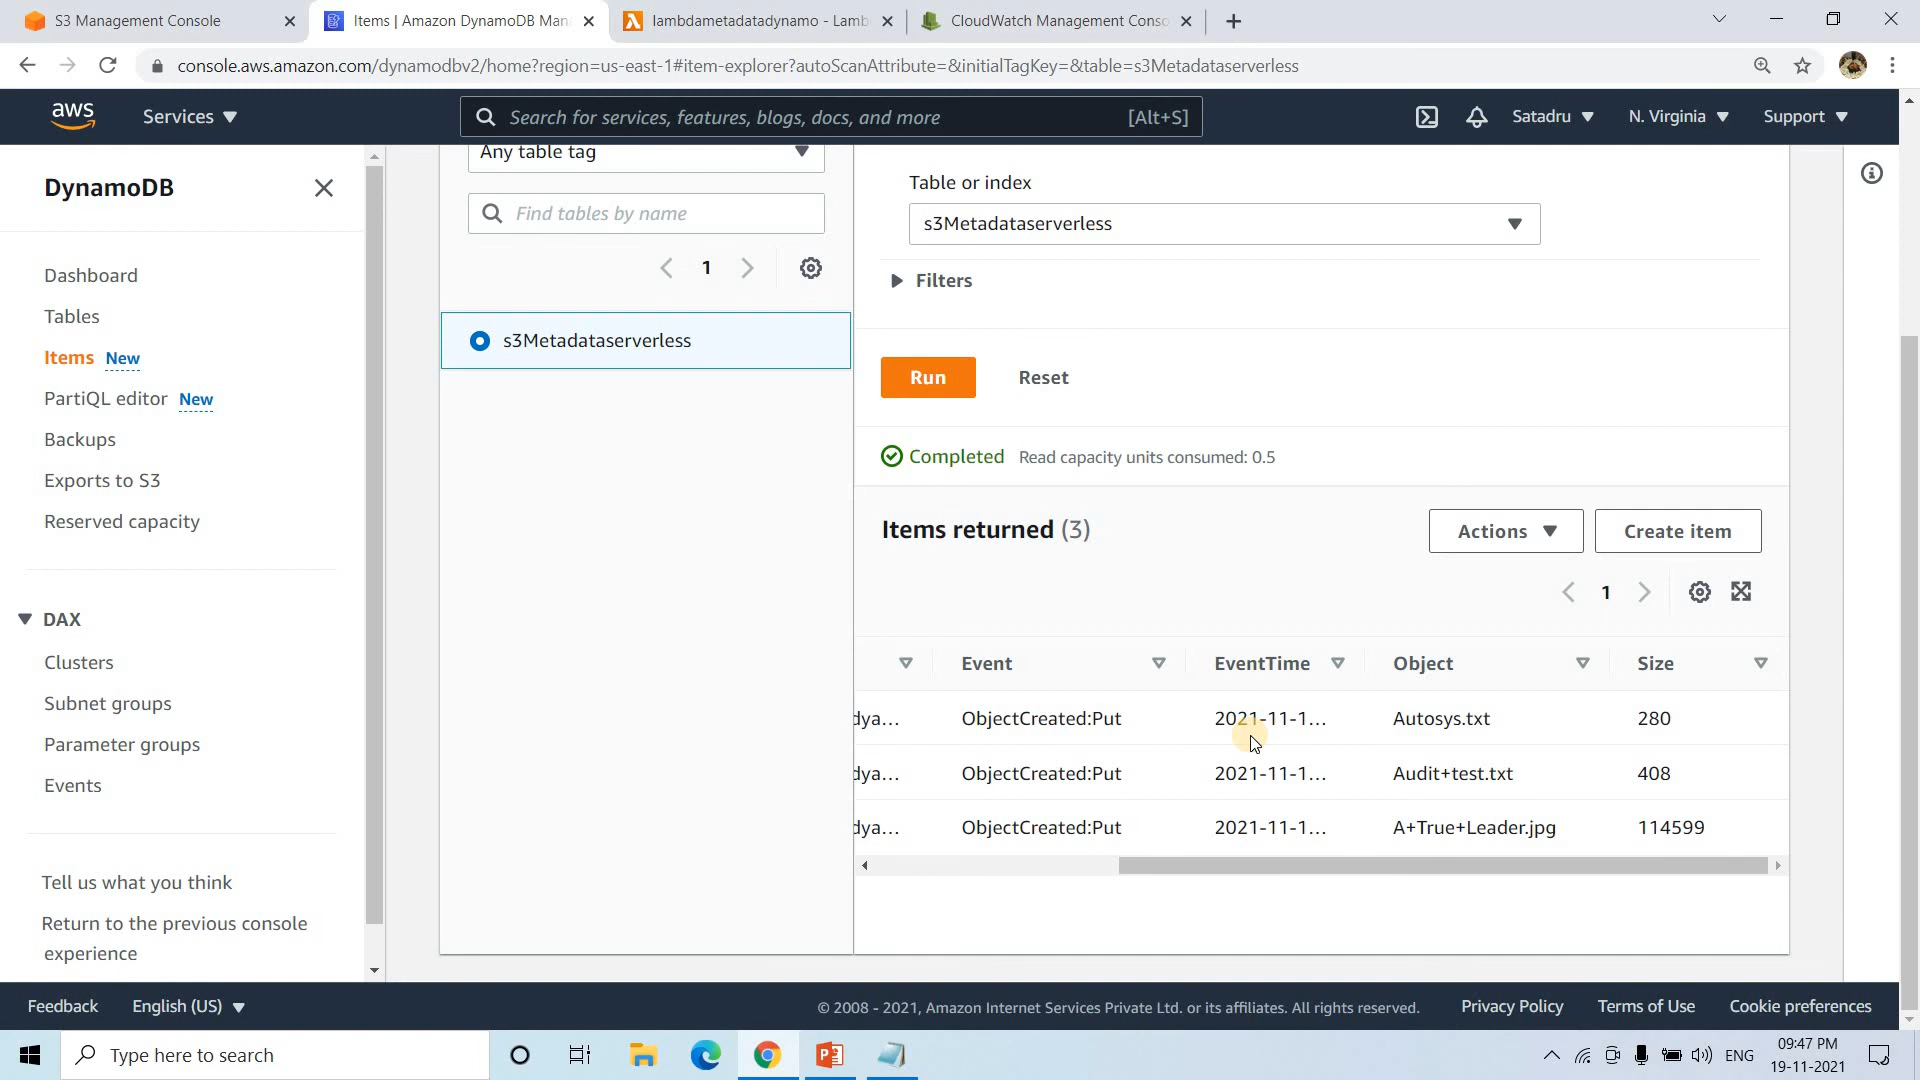 S3 Management Console
Items | Amazon DynamoDB Man
lambdametadatadynamo - Lamb
CloudWatch Management Conso
console.aws.amazon.com/dynamodbv2/home?region=us-east-1#item-explorer?autoScanAttribute=&initialTagKey=&table=s3Metadataserverless
aws
Services
Search for services, features, blogs, docs, and more
[Alt+S]
Satadru
N. Virginia
Support
DynamoDB
Dashboard
Tables
Items New
PartiQL editor New
Backups
Exports to S3
Reserved capacity
DAX
Clusters
Subnet groups
Parameter groups
Events
Tell us what you think
Return to the previous console
experience
Any table tag
Find tables by name
1
s3Metadataserverless
Table or index
s3Metadataserverless
Filters
Run
Reset
Completed Read capacity units consumed: 0.5
Items returned (3)
Actions
Create item
1
Event EventTime Object Size
dya... ObjectCreated:Put 2021-11-1... Autosys.txt 280
dya... ObjectCreated:Put 2021-11-1... Audit+test.txt 408
dya... ObjectCreated:Put 2021-11-1... A+True+Leader.jpg 114599
Feedback
English (US)
© 2008 - 2021, Amazon Internet Services Private Ltd. or its affiliates. All rights reserved.
Privacy Policy
Terms of Use
Cookie preferences
Type here to search
ENG
09:47 PM
19-11-2021